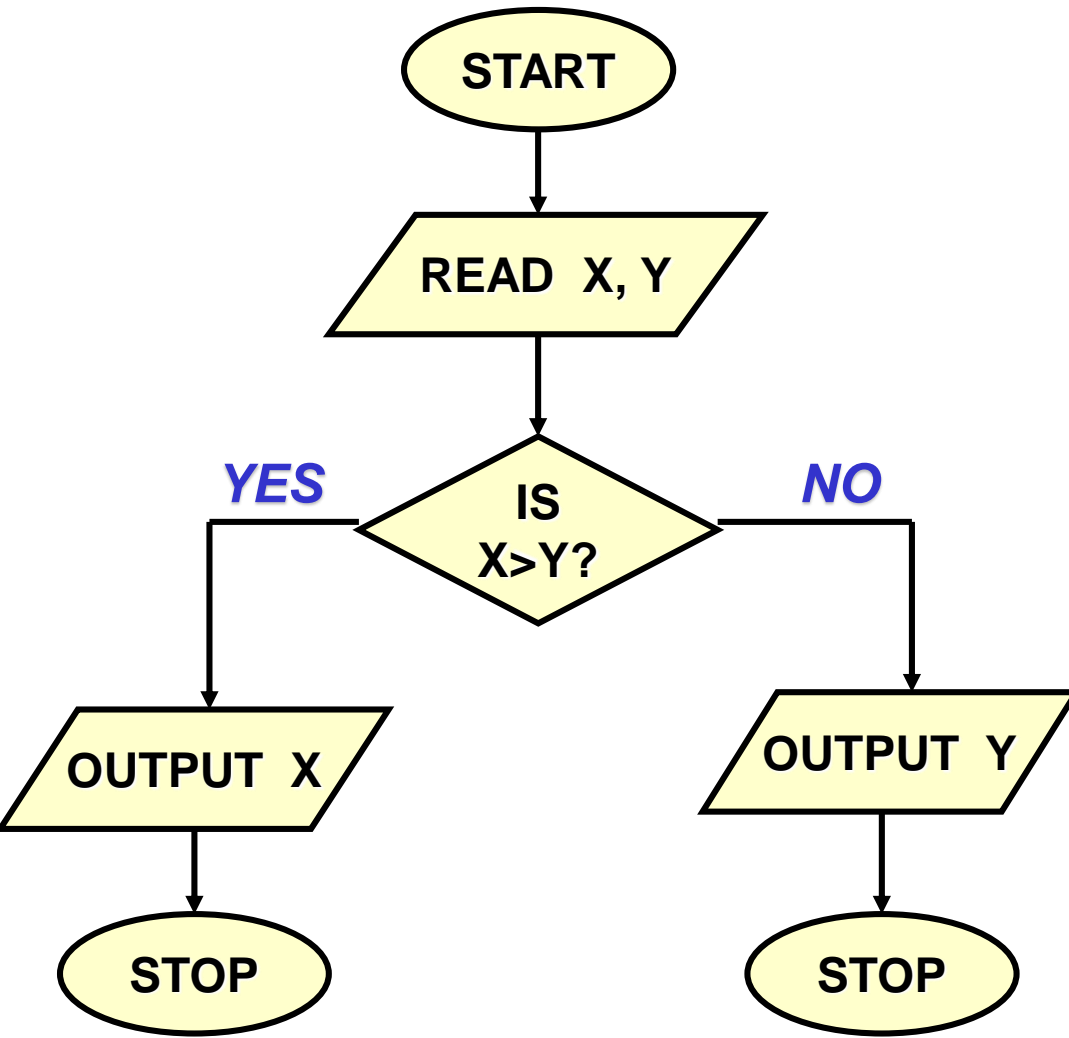 START
READ X, Y
YES
NO
IS
X>Y?
OUTPUT X
OUTPUT Y
STOP
STOP